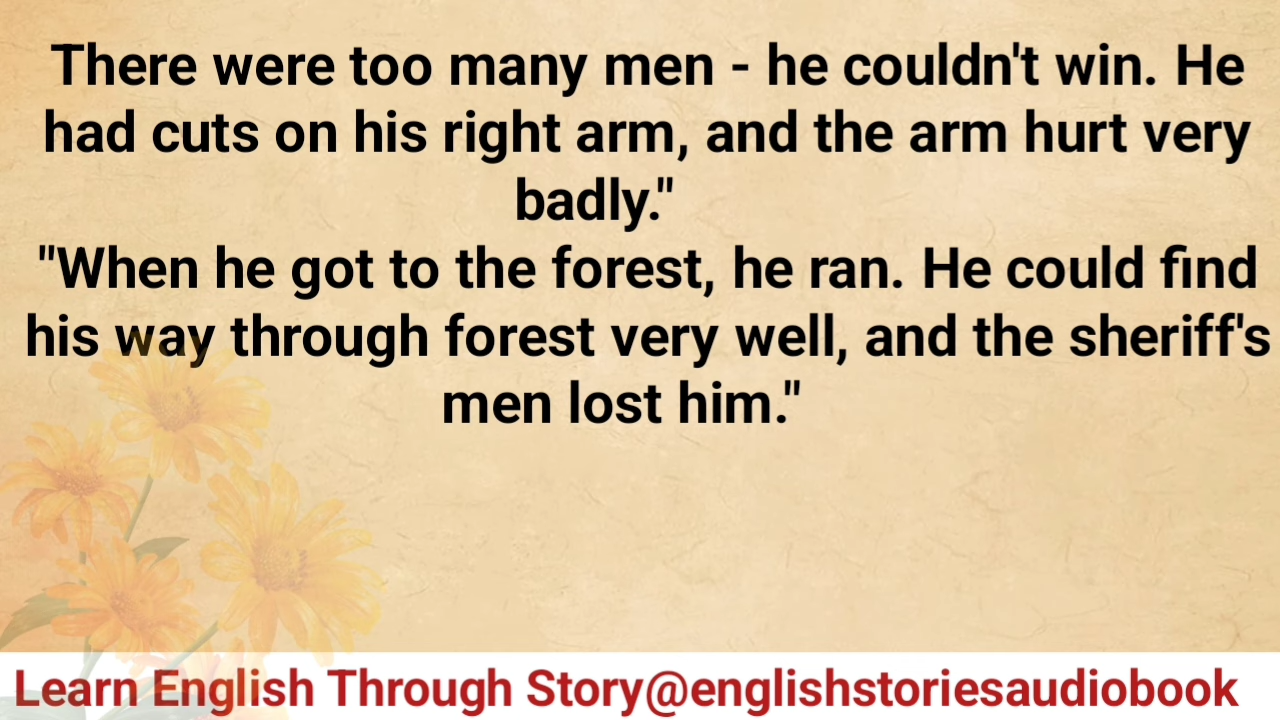 There were too many men - he couldn't win. He
had cuts on his right arm, and the arm hurt very
badly."
"When he got to the forest, he ran. He could find
his way through forest very well, and the sheriff's
men lost him."
Learn English Through Story@englishstoriesaudiobook